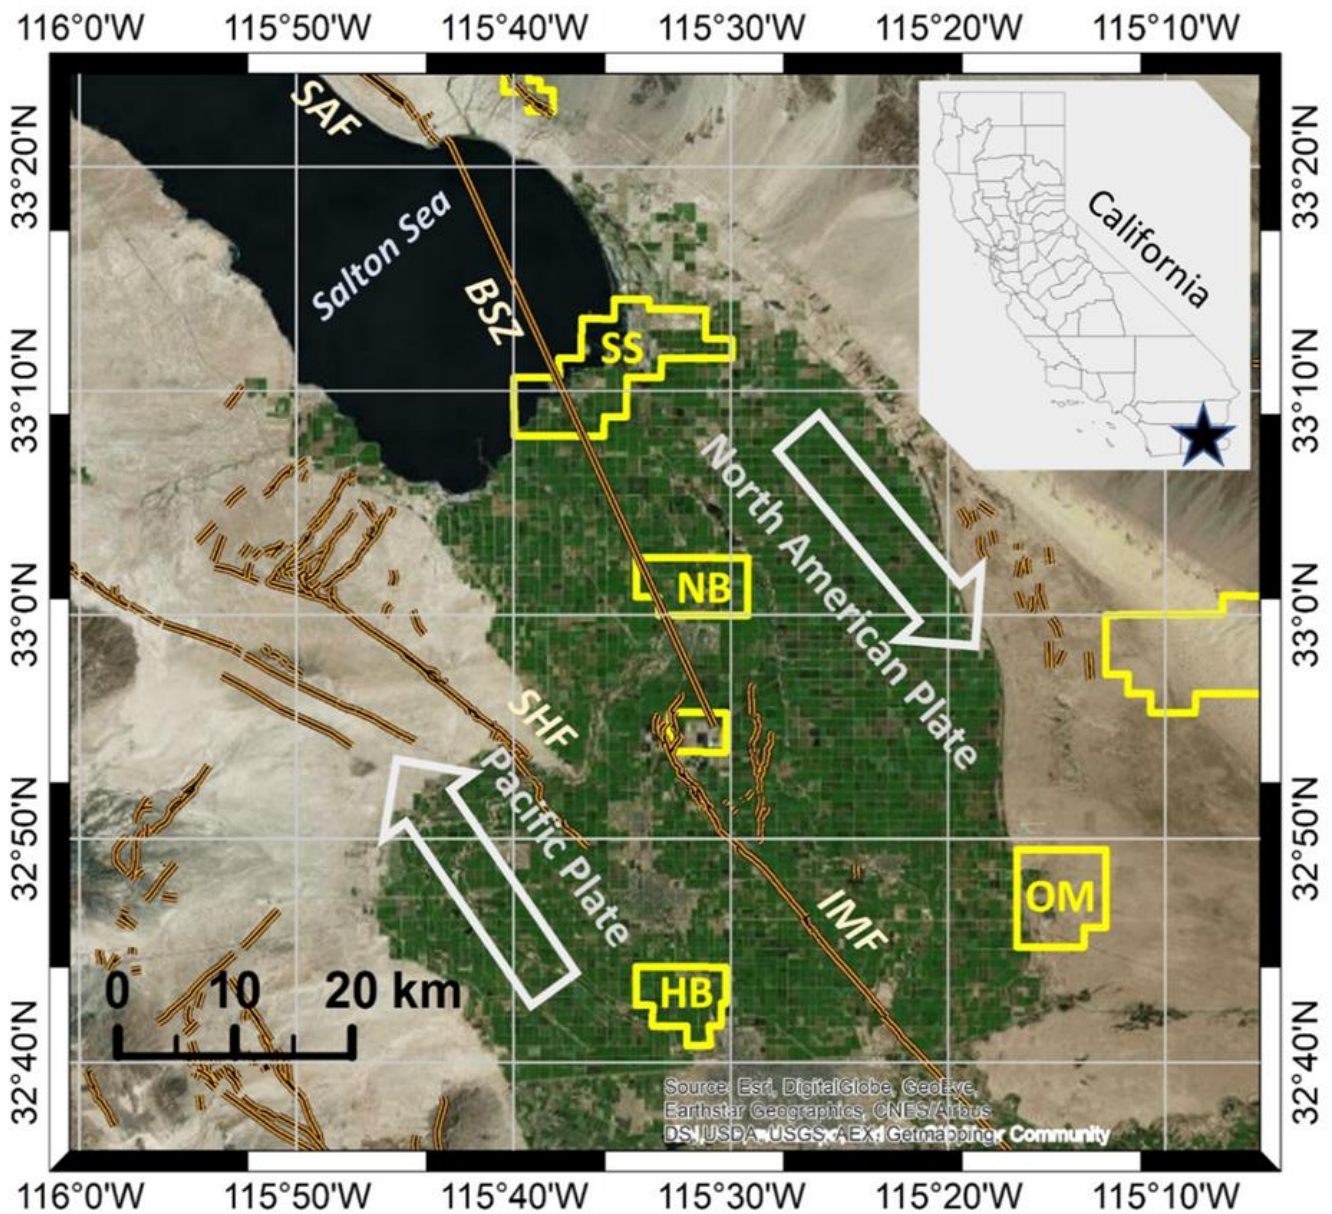 116°0'W 115°50'W 115°40'W 115°30'W 115°20'W 115°10'W
33°20'N
33°10'N
33°0'N
32°50'N
32°40'N
SAF
Salton Sea
BSZ
SS
California
North American Plate
NB
SHF
Pacific Plate
IMF
OM
HB
0 10 20 km
Source: Esri, DigitalGlobe, GeoEye,
Earthstar Geographics, CNES/Airbus
DS, USDA, USGS, AEX, Getmapping
Community
33°20'N
33°10'N
33°0'N
32°50'N
32°40'N
116°0'W 115°50'W 115°40'W 115°30'W 115°20'W 115°10'W